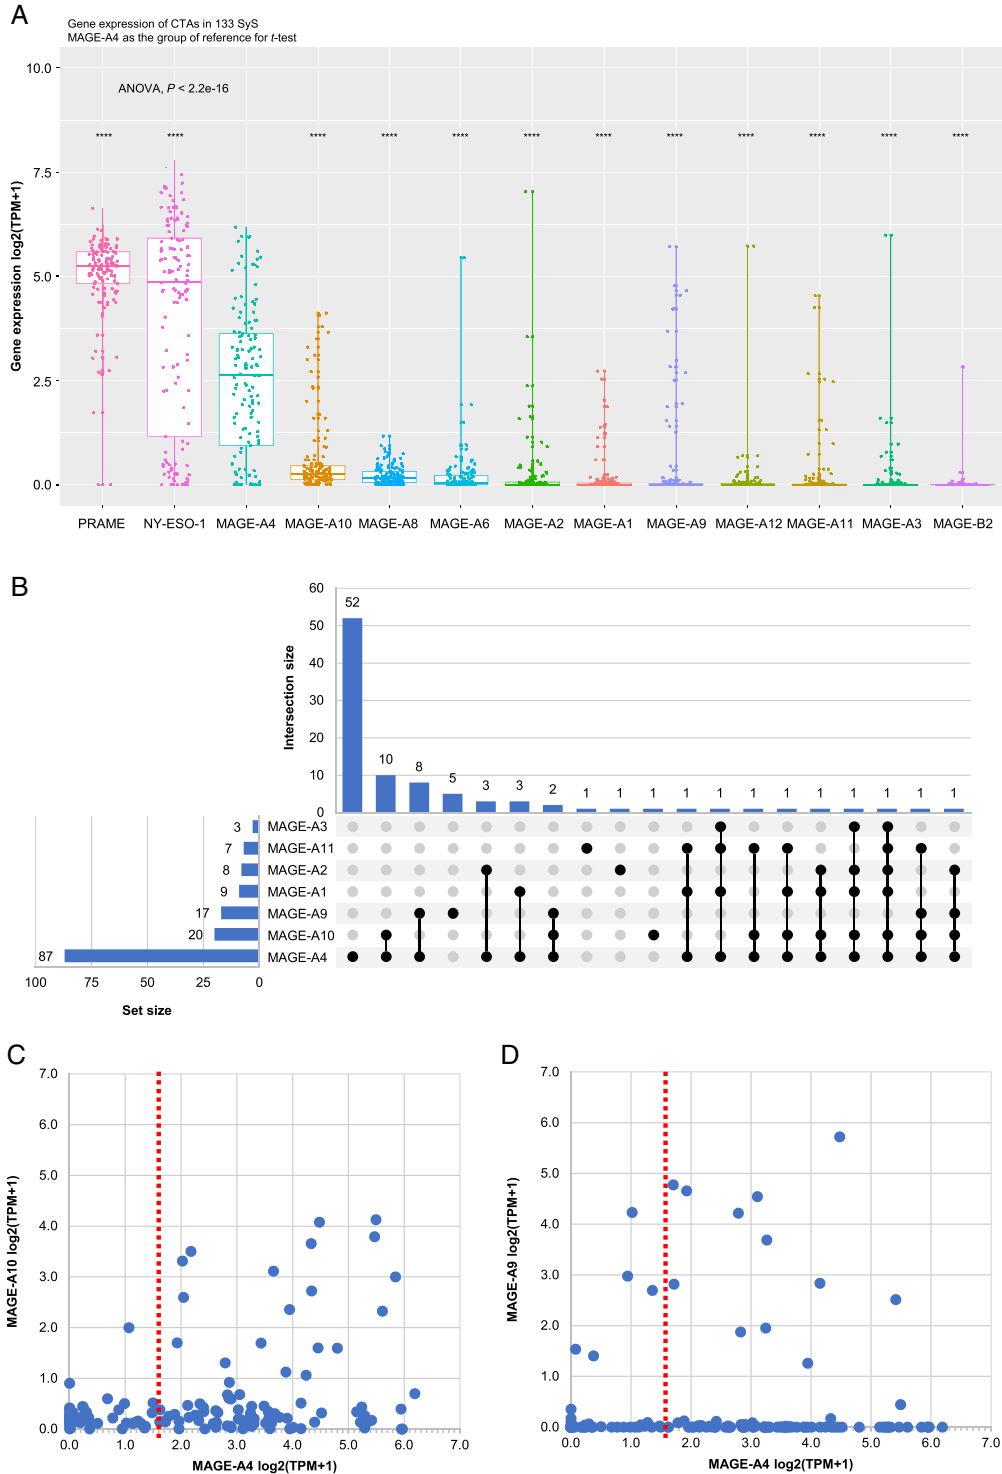 A
Gene expression of CTAs in 133 SyS
MAGE-A4 as the group of reference for t-test
Gene expression log2(TPM+1)
10.0
7.5
5.0
2.5
0.0
ANOVA, P < 2.2e-16
**** **** **** **** **** **** **** **** **** **** **** ****
PRAME NY-ESO-1 MAGE-A4 MAGE-A10 MAGE-A8 MAGE-A6 MAGE-A2 MAGE-A1 MAGE-A9 MAGE-A12 MAGE-A11 MAGE-A3 MAGE-B2
B
Intersection size
60
50
40
30
20
10
0
52 10 8 5 3 3 2 1 1 1 1 1 1 1 1 1 1 1 1
3 MAGE-A3
7 MAGE-A11
8 MAGE-A2
9 MAGE-A1
17 MAGE-A9
20 MAGE-A10
87 MAGE-A4
100 75 50 25 0
Set size
C
MAGE-A10 log2(TPM+1)
7.0
6.0
5.0
4.0
3.0
2.0
1.0
0.0
0.0 1.0 2.0 3.0 4.0 5.0 6.0 7.0
MAGE-A4 log2(TPM+1)
D
MAGE-A9 log2(TPM+1)
7.0
6.0
5.0
4.0
3.0
2.0
1.0
0.0
0.0 1.0 2.0 3.0 4.0 5.0 6.0 7.0
MAGE-A4 log2(TPM+1)